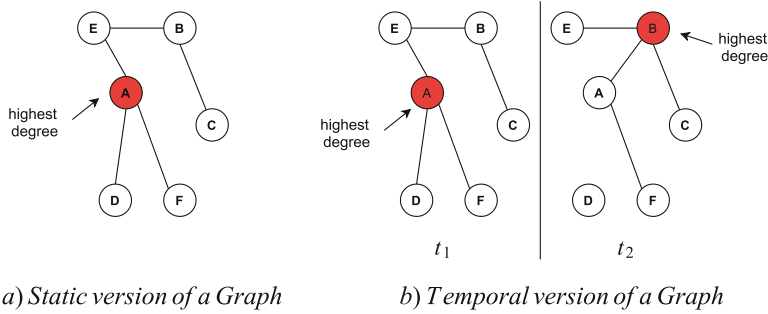 E B
A
highest
degree
C
D F
a) Static version of a Graph
E B
A
highest
degree
C
D F
t1
E B
highest
degree
A
C
D F
t2
b) Temporal version of a Graph